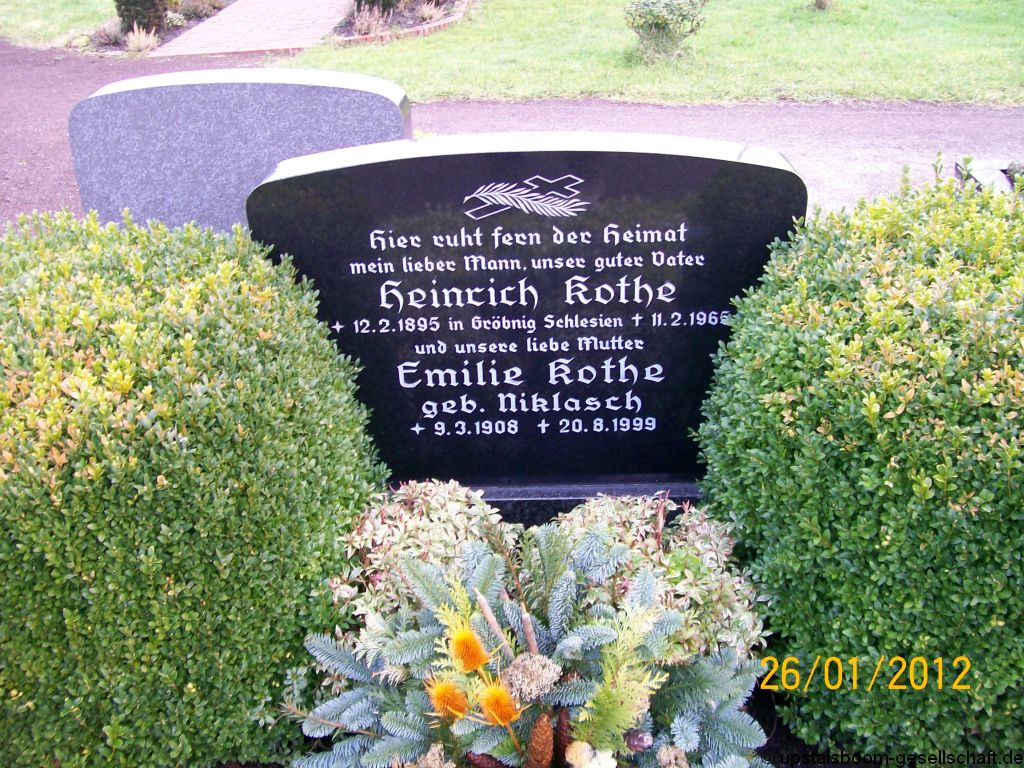 Hier ruht fern der Heimat
mein lieber Mann, unser guter Vater
Heinrich Kothe
✦ 12.2.1895 in Gröbnig Schlesien ✝ 11.2.1965
und unsere liebe Mutter
Emilie Kothe
geb. Niklasch
✦ 9.3.1908 ✝ 20.8.1999
26/01/2012
© upstalsboom-gesellschaft.de